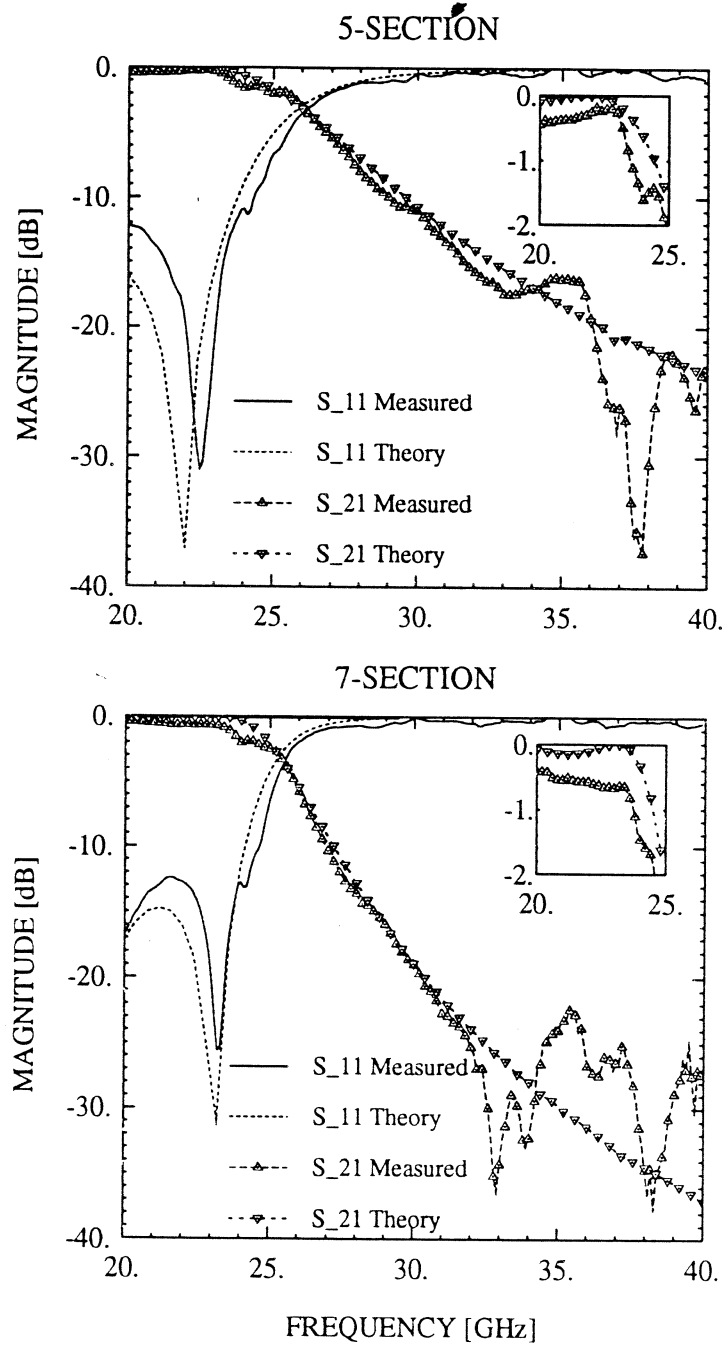 5-SECTION
MAGNITUDE [dB]
0.
-10.
-20.
-30.
-40.
20.
25.
30.
35.
40.
0.
-1.
-2.
20.
25.
S_11 Measured
S_11 Theory
S_21 Measured
S_21 Theory
7-SECTION
MAGNITUDE [dB]
0.
-10.
-20.
-30.
-40.
20.
25.
30.
35.
40.
0.
-1.
-2.
20.
25.
S_11 Measured
S_11 Theory
S_21 Measured
S_21 Theory
FREQUENCY [GHz]